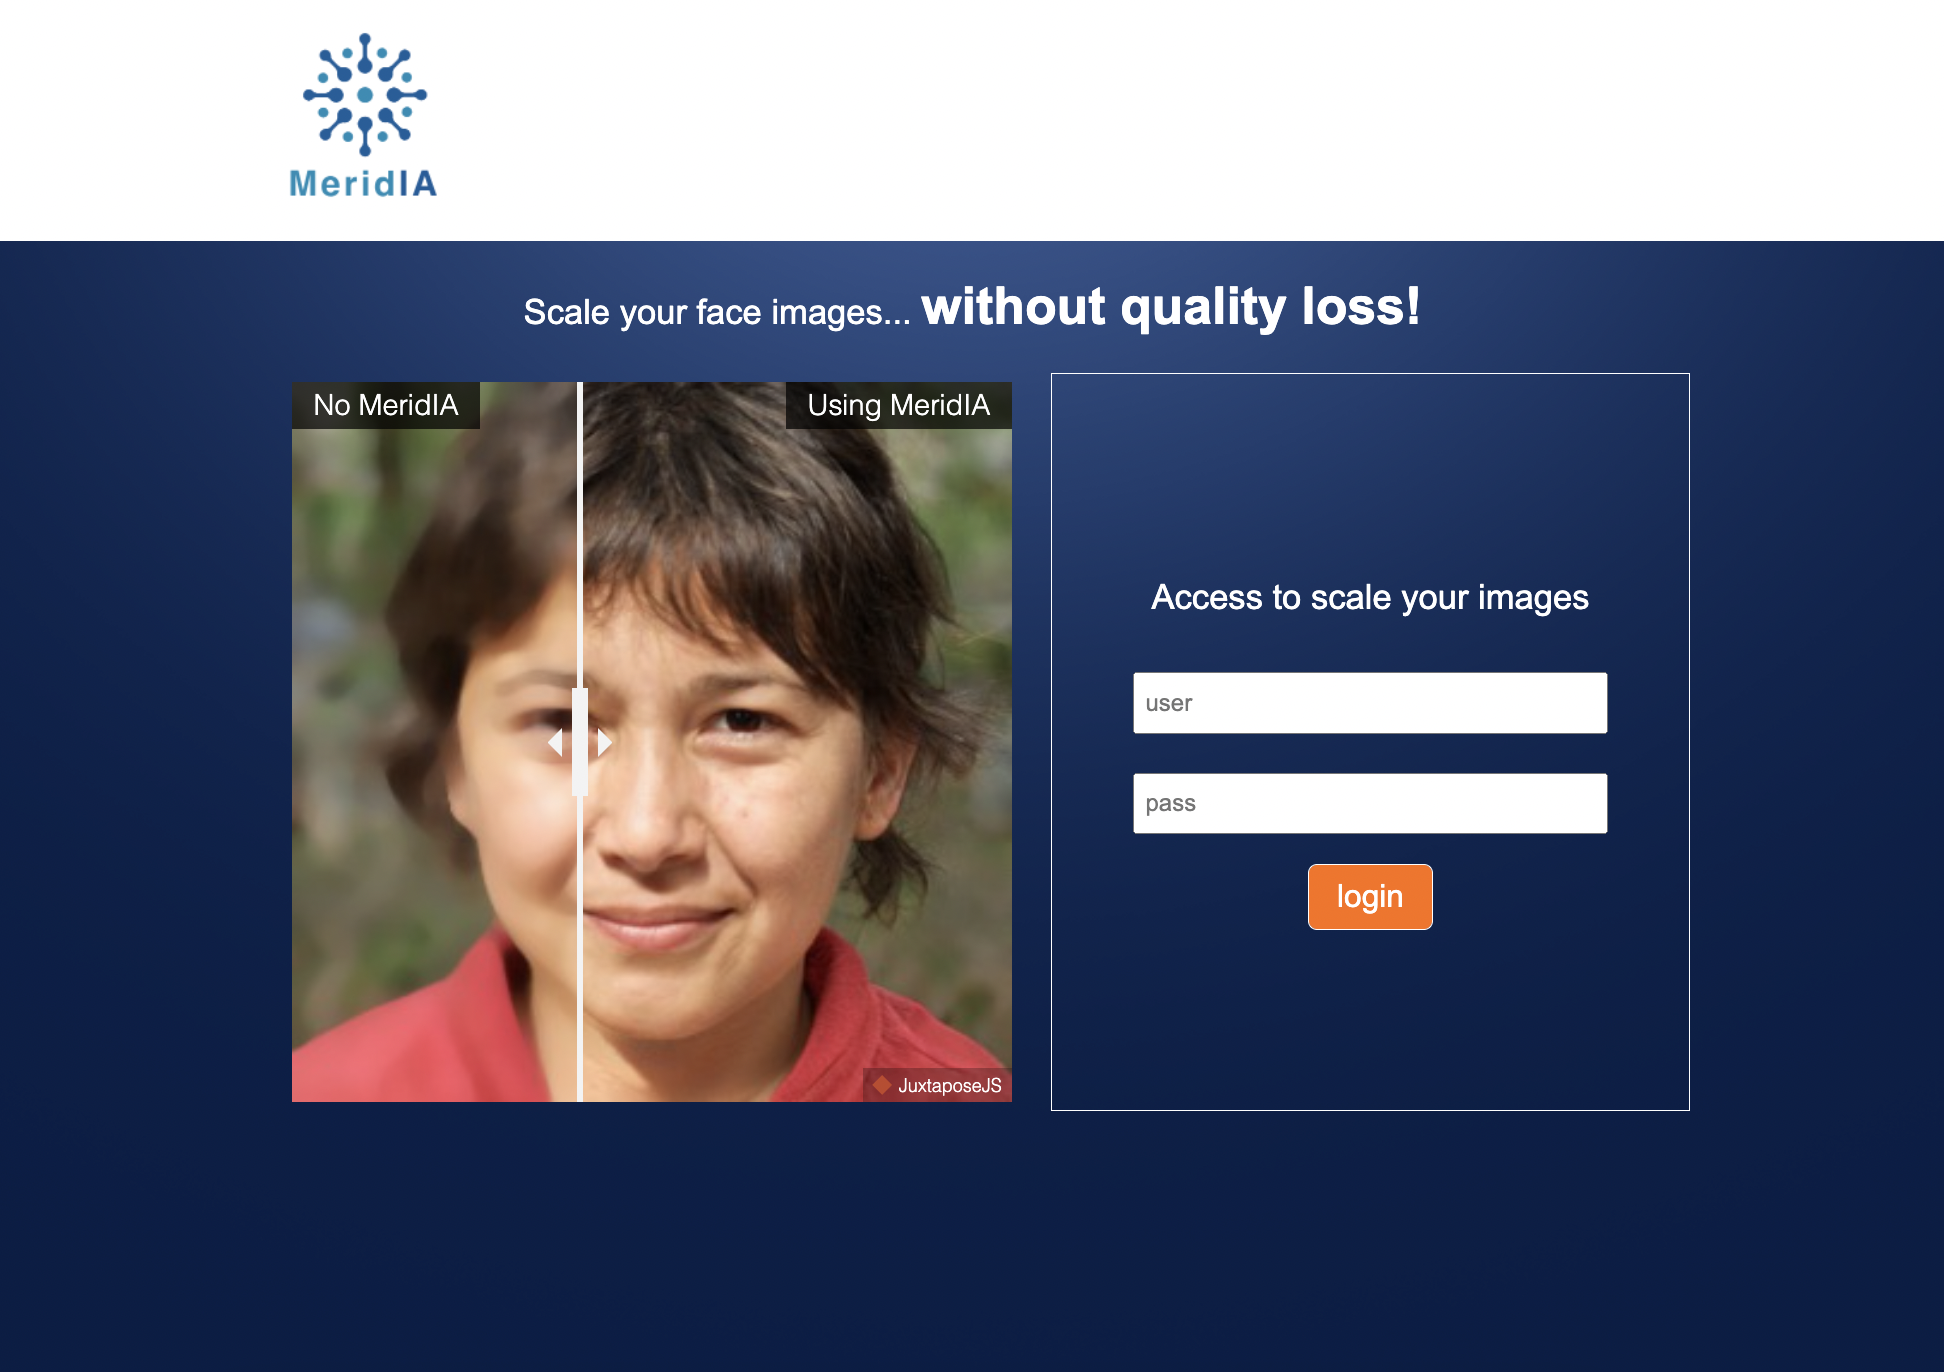 MeridIA
Scale your face images... without quality loss!
No MeridIA
Using MeridIA
JuxtaposeJS
Access to scale your images
user
pass
login